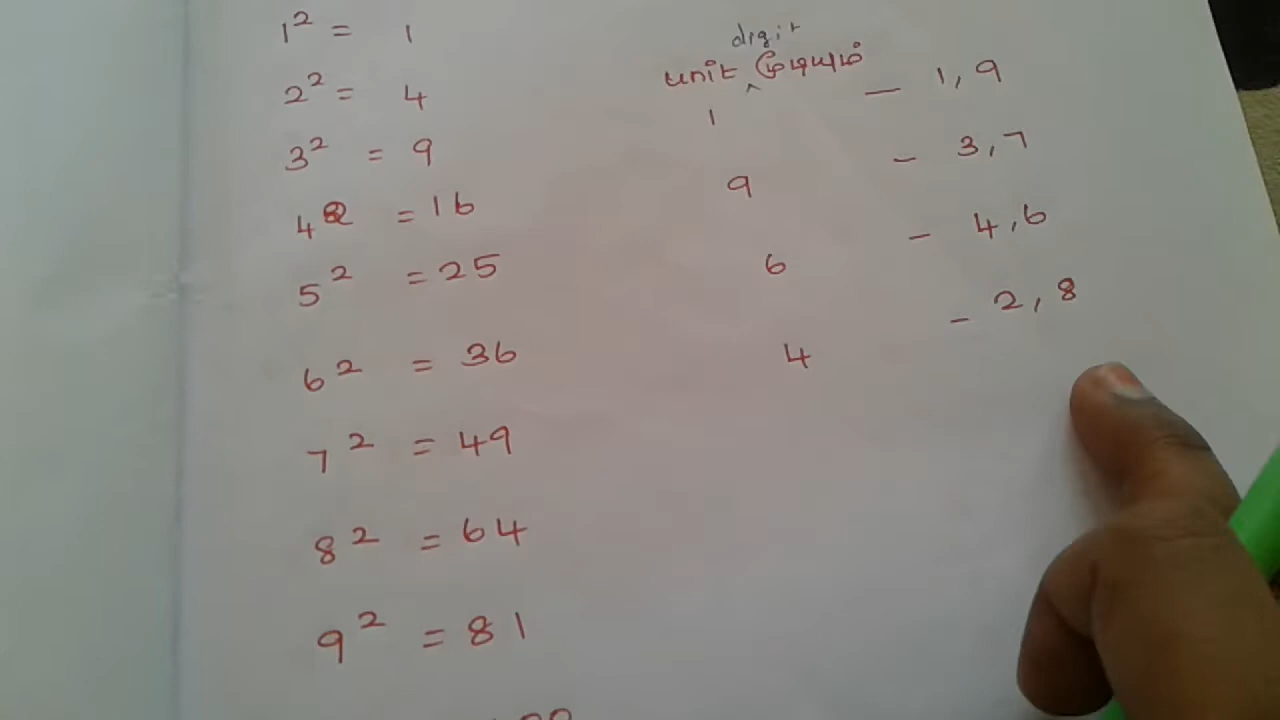 1² = 1
2² = 4
3² = 9
4² = 16
5² = 25
6² = 36
7² = 49
8² = 64
9² = 81
digit
unit முடியும்
1 - 1, 9
9 - 3, 7
6 - 4, 6
4 - 2, 8